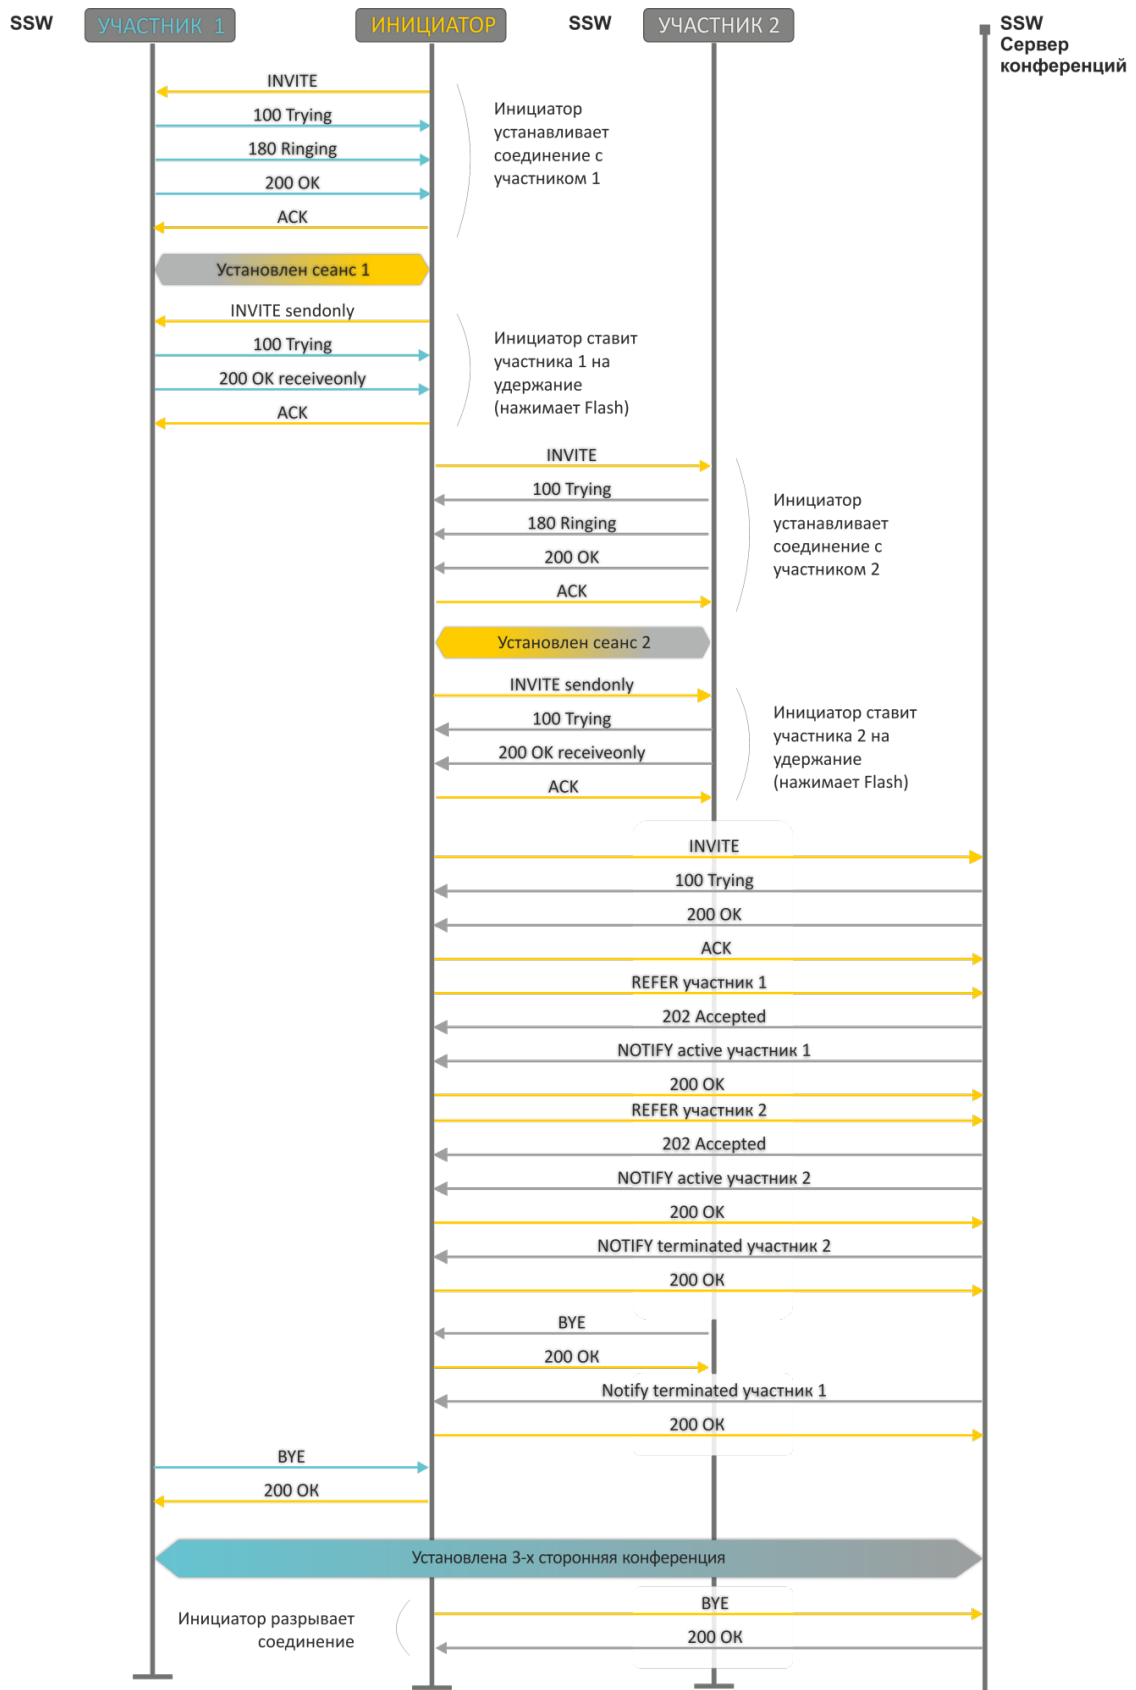 SSW
УЧАСТНИК 1
ИНИЦИАТОР
SSW
УЧАСТНИК 2
SSW
Сервер
конференций
INVITE
100 Trying
180 Ringing
200 OK
ACK
Инициатор
устанавливает
соединение с
участником 1
Установлен сеанс 1
INVITE sendonly
100 Trying
200 OK receiveonly
ACK
Инициатор ставит
участника 1 на
удержание
(нажимает Flash)
INVITE
100 Trying
180 Ringing
200 OK
ACK
Инициатор
устанавливает
соединение с
участником 2
Установлен сеанс 2
INVITE sendonly
100 Trying
200 OK receiveonly
ACK
Инициатор ставит
участника 2 на
удержание
(нажимает Flash)
INVITE
100 Trying
200 OK
ACK
REFER участник 1
202 Accepted
NOTIFY active участник 1
200 OK
REFER участник 2
202 Accepted
NOTIFY active участник 2
200 OK
NOTIFY terminated участник 2
200 OK
BYE
200 OK
Notify terminated участник 1
200 OK
BYE
200 OK
Установлена 3-х сторонняя конференция
Инициатор разрывает
соединение
BYE
200 OK